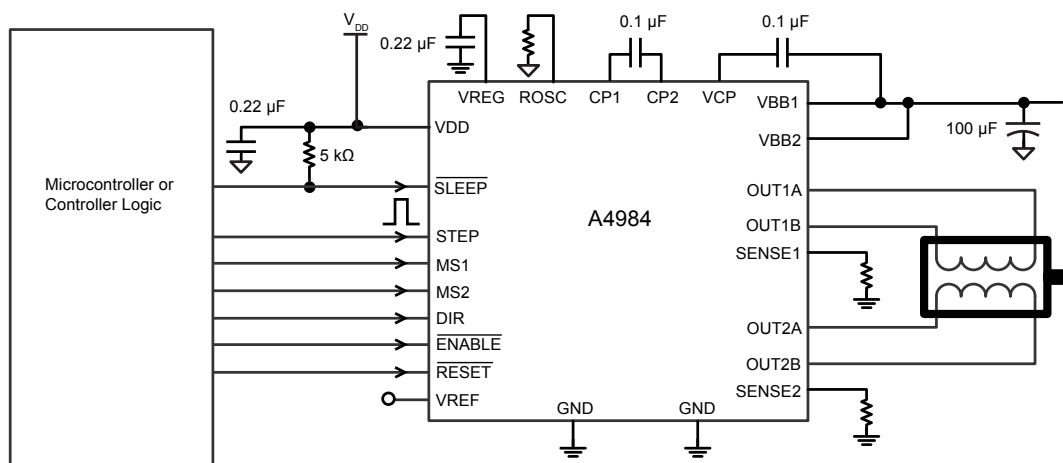 V_DD
0.22 µF
0.1 µF
0.1 µF
0.22 µF
5 kΩ
VREG
ROSC
CP1
CP2
VCP
VDD
VBB1
VBB2
100 µF
Microcontroller or
Controller Logic
SLEEP
STEP
MS1
MS2
DIR
ENABLE
RESET
VREF
A4984
OUT1A
OUT1B
SENSE1
OUT2A
OUT2B
SENSE2
GND
GND